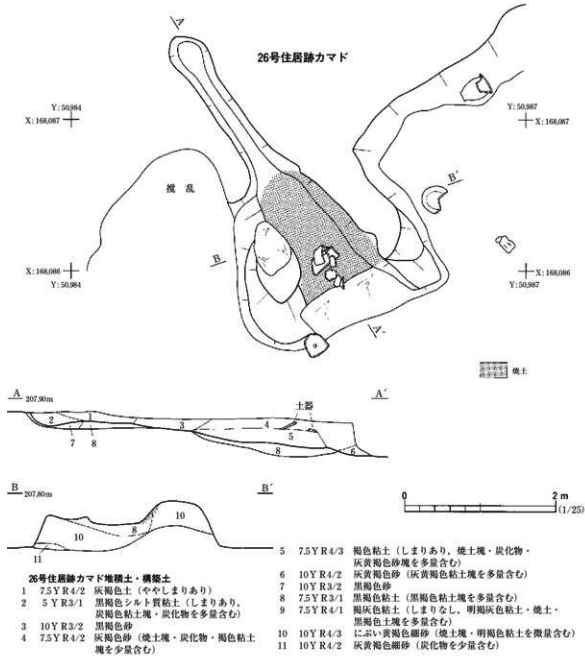 26号住居跡カマド
A
Y: 50,984
X: 168,087
Y: 50,987
X: 168,087
撹乱
B
B′
X: 168,086
Y: 50,984
X: 168,086
Y: 50,987
A′
焼土
A 207.90m
A′
土器
1
2
3
4
5
6
7
8
8
B 207.80m
B′
10
8
10
11
0 2 m
(1/25)
26号住居跡カマド堆積土・構築土
1 7.5YR4/2 灰褐色土(ややしまりあり)
2 5YR3/1 黒褐色シルト質粘土(しまりあり,
炭褐色粘土塊・炭化物を多量含む)
3 10YR3/2 黒褐色砂
4 7.5YR4/2 灰褐色砂(焼土塊・炭化物・褐色粘土
塊を少量含む)
5 7.5YR4/3 褐色粘土(しまりあり,焼土塊・炭化物・
灰黄褐色砂塊を多量含む)
6 10YR4/2 灰黄褐色砂(灰黄褐色粘土塊を多量含む)
7 10YR3/2 黒褐色砂
8 7.5YR3/1 黒褐色粘土(黒褐色粘土塊を多量含む)
9 7.5YR4/1 褐灰色粘土(しまりなし,明褐灰色粘土・焼土・
黒褐色土塊を多量含む)
10 10YR4/3 にぶい黄褐色細砂(焼土塊・明褐色粘土を微量含む)
11 10YR4/2 灰黄褐色細砂(炭化物を少量含む)